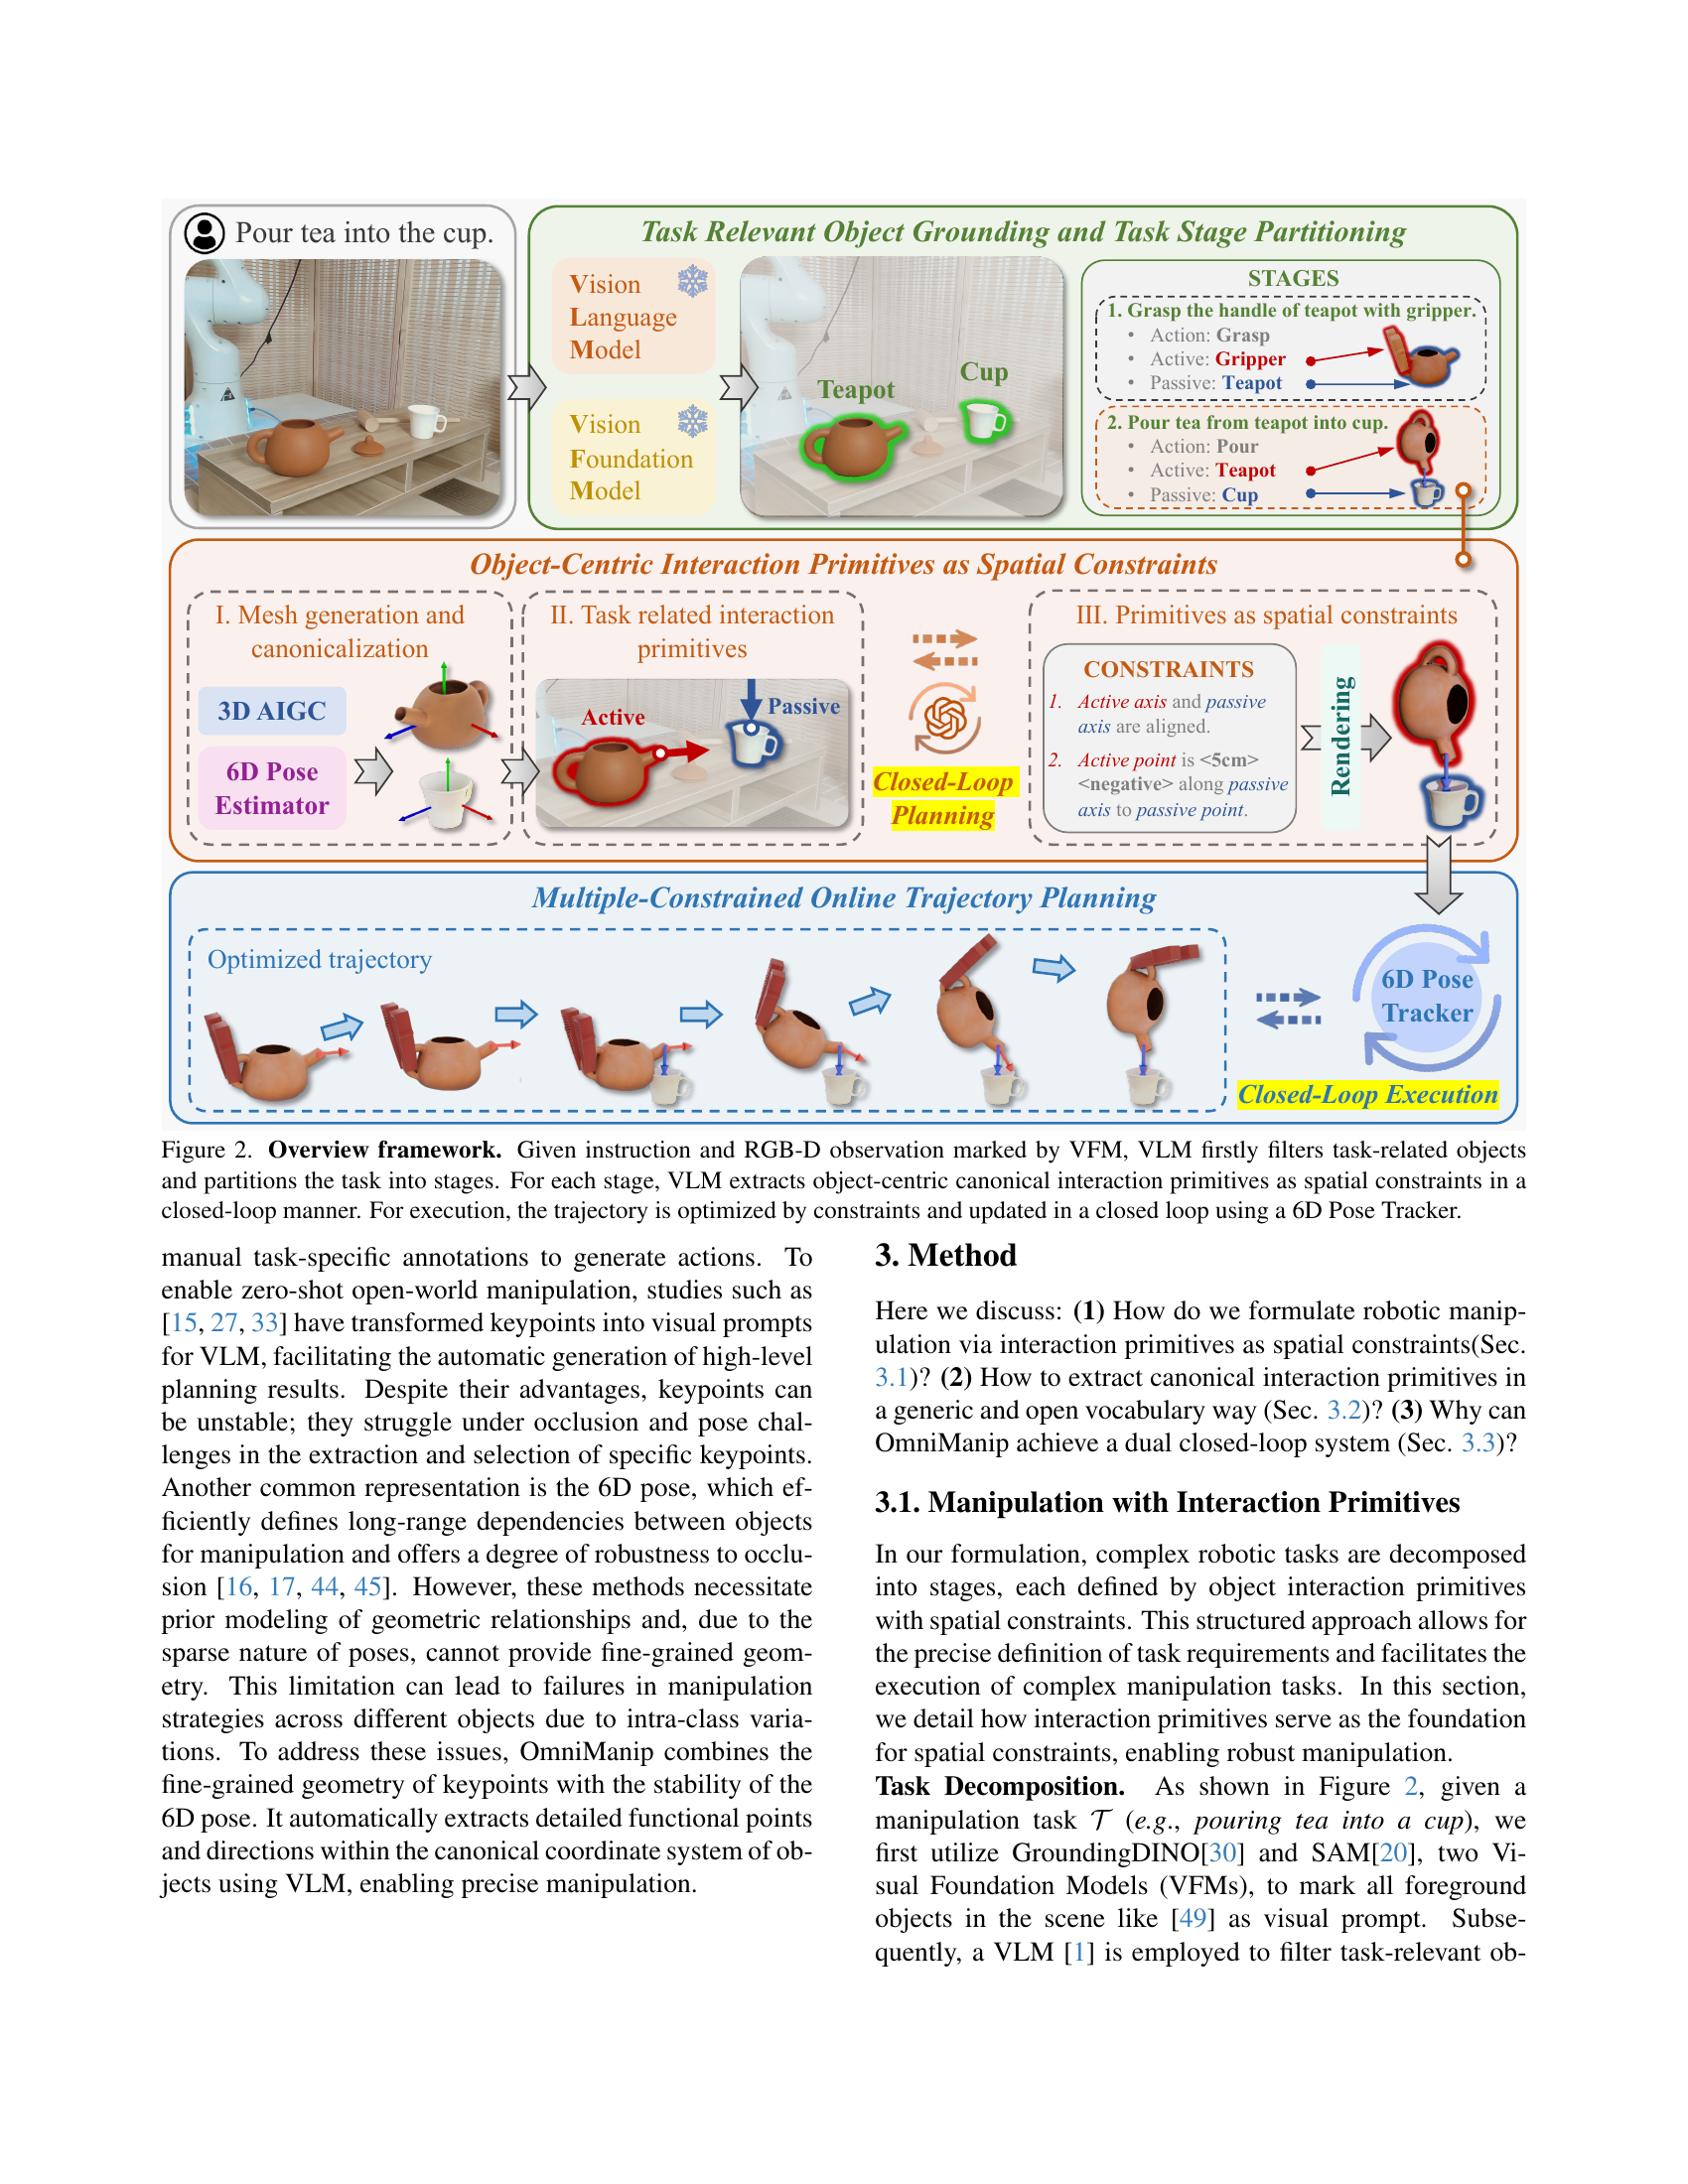 Pour tea into the cup.
Task Relevant Object Grounding and Task Stage Partitioning
Vision
Language
Model
Vision
Foundation
Model
Teapot
Cup
STAGES
1. Grasp the handle of teapot with gripper.
• Action: Grasp
• Active: Gripper
• Passive: Teapot
2. Pour tea from teapot into cup.
• Action: Pour
• Active: Teapot
• Passive: Cup
Object-Centric Interaction Primitives as Spatial Constraints
I. Mesh generation and
canonicalization
3D AIGC
6D Pose
Estimator
II. Task related interaction
primitives
Active
Passive
Closed-Loop
Planning
III. Primitives as spatial constraints
CONSTRAINTS
1. Active axis and passive
axis are aligned.
2. Active point is <5cm>
<negative> along passive
axis to passive point.
Rendering
Multiple-Constrained Online Trajectory Planning
Optimized trajectory
6D Pose
Tracker
Closed-Loop Execution
Figure 2. Overview framework. Given instruction and RGB-D observation marked by VFM, VLM firstly filters task-related objects
and partitions the task into stages. For each stage, VLM extracts object-centric canonical interaction primitives as spatial constraints in a
closed-loop manner. For execution, the trajectory is optimized by constraints and updated in a closed loop using a 6D Pose Tracker.
manual task-specific annotations to generate actions. To
enable zero-shot open-world manipulation, studies such as
[15, 27, 33] have transformed keypoints into visual prompts
for VLM, facilitating the automatic generation of high-level
planning results. Despite their advantages, keypoints can
be unstable; they struggle under occlusion and pose chal-
lenges in the extraction and selection of specific keypoints.
Another common representation is the 6D pose, which ef-
ficiently defines long-range dependencies between objects
for manipulation and offers a degree of robustness to occlu-
sion [16, 17, 44, 45]. However, these methods necessitate
prior modeling of geometric relationships and, due to the
sparse nature of poses, cannot provide fine-grained geom-
etry. This limitation can lead to failures in manipulation
strategies across different objects due to intra-class varia-
tions. To address these issues, OmniManip combines the
fine-grained geometry of keypoints with the stability of the
6D pose. It automatically extracts detailed functional points
and directions within the canonical coordinate system of ob-
jects using VLM, enabling precise manipulation.
3. Method
Here we discuss: (1) How do we formulate robotic manip-
ulation via interaction primitives as spatial constraints(Sec.
3.1)? (2) How to extract canonical interaction primitives in
a generic and open vocabulary way (Sec. 3.2)? (3) Why can
OmniManip achieve a dual closed-loop system (Sec. 3.3)?
3.1. Manipulation with Interaction Primitives
In our formulation, complex robotic tasks are decomposed
into stages, each defined by object interaction primitives
with spatial constraints. This structured approach allows for
the precise definition of task requirements and facilitates the
execution of complex manipulation tasks. In this section,
we detail how interaction primitives serve as the foundation
for spatial constraints, enabling robust manipulation.
Task Decomposition. As shown in Figure 2, given a
manipulation task 𝒯 (e.g., pouring tea into a cup), we
first utilize GroundingDINO[30] and SAM[20], two Vi-
sual Foundation Models (VFMs), to mark all foreground
objects in the scene like [49] as visual prompt. Subse-
quently, a VLM [1] is employed to filter task-relevant ob-